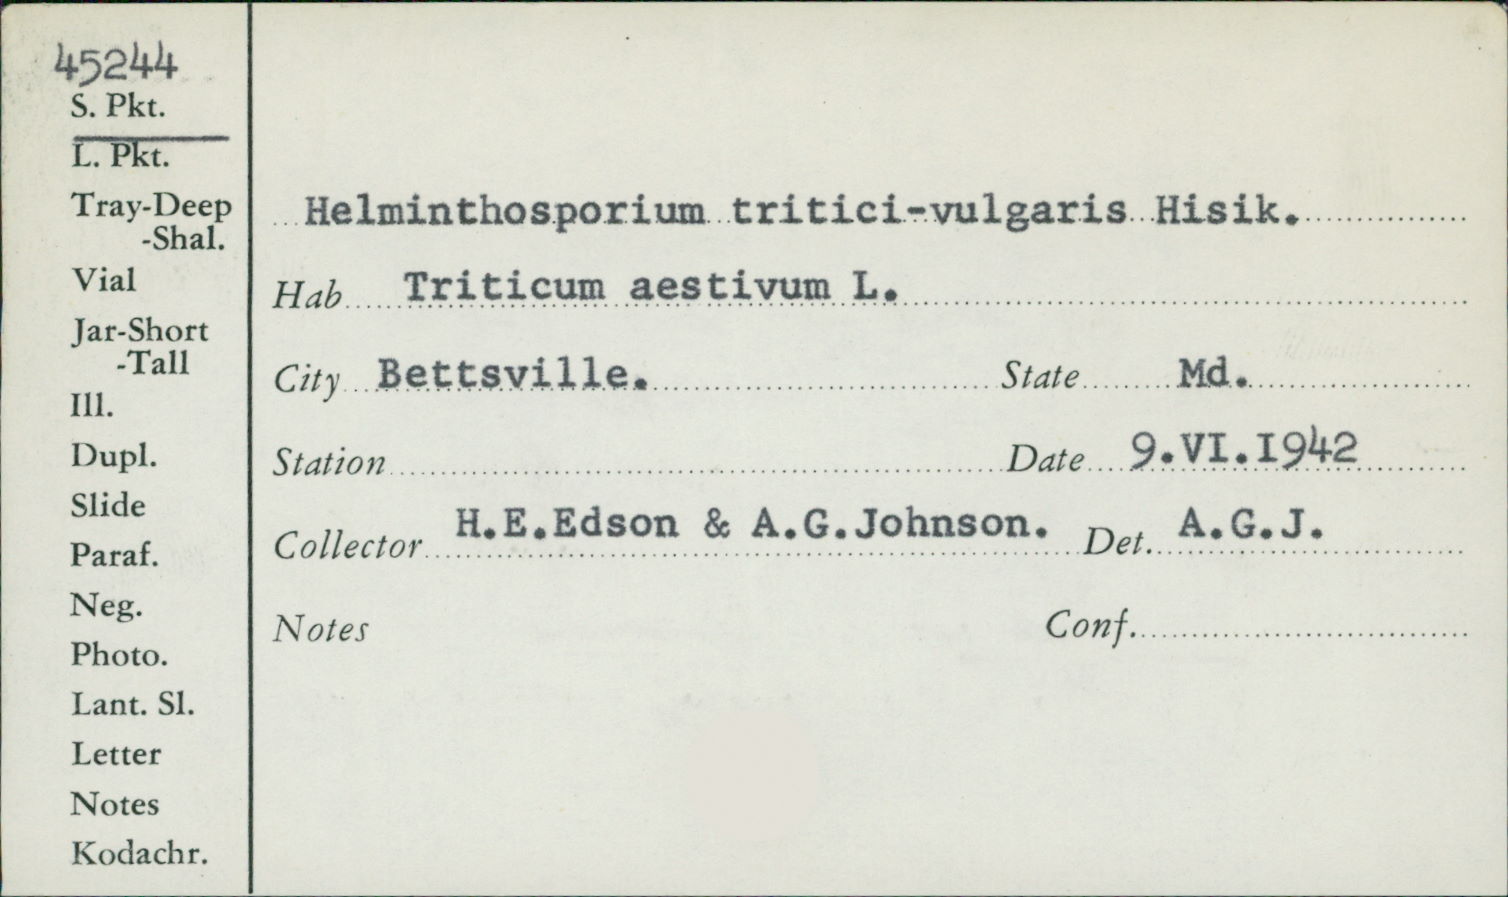 45244
S. Pkt.
L. Pkt.
Tray-Deep
-Shal.
Vial
Jar-Short
-Tall
Ill.
Dupl.
Slide
Paraf.
Neg.
Photo.
Lant. Sl.
Letter
Notes
Kodachr.
Helminthosporium tritici-vulgaris Hisik.
Hab Triticum aestivum L.
City Bettsville. State Md.
Station Date 9.VI.1942
Collector H.E.Edson & A.G.Johnson. Det. A.G.J.
Notes Conf.